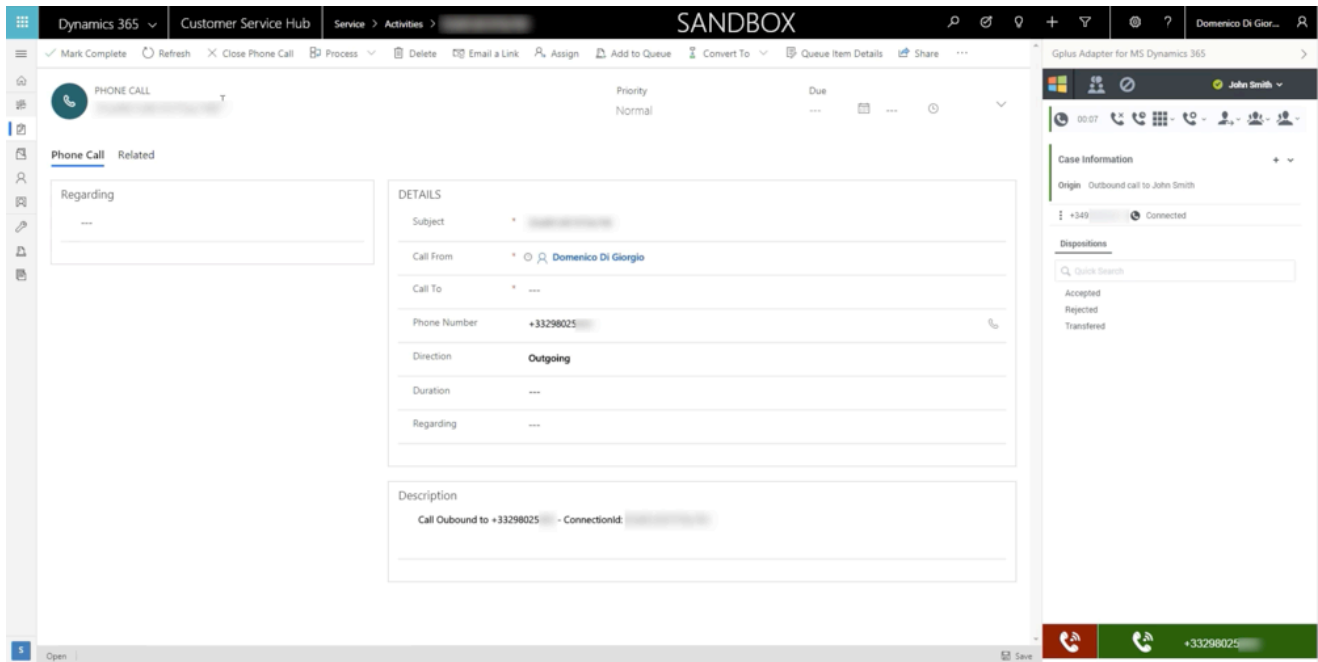 Dynamics 365
Customer Service Hub
Service > Activities >
SANDBOX
Domenico Di Gior...
Mark Complete
Refresh
Close Phone Call
Process
Delete
Email a Link
Assign
Add to Queue
Convert To
Queue Item Details
Share
Gplus Adapter for MS Dynamics 365
PHONE CALL
Priority
Normal
Due
---
---
John Smith
00:07
Phone Call
Related
Case Information
Origin Outbound call to John Smith
+349
Connected
Dispositions
Quick Search
Accepted
Rejected
Transfered
Regarding
---
DETAILS
Subject *
Call From * Domenico Di Giorgio
Call To * ---
Phone Number +33298025
Direction Outgoing
Duration ---
Regarding ---
Description
Call Oubound to +33298025 - ConnectionId:
+33298025
S
Open
Save